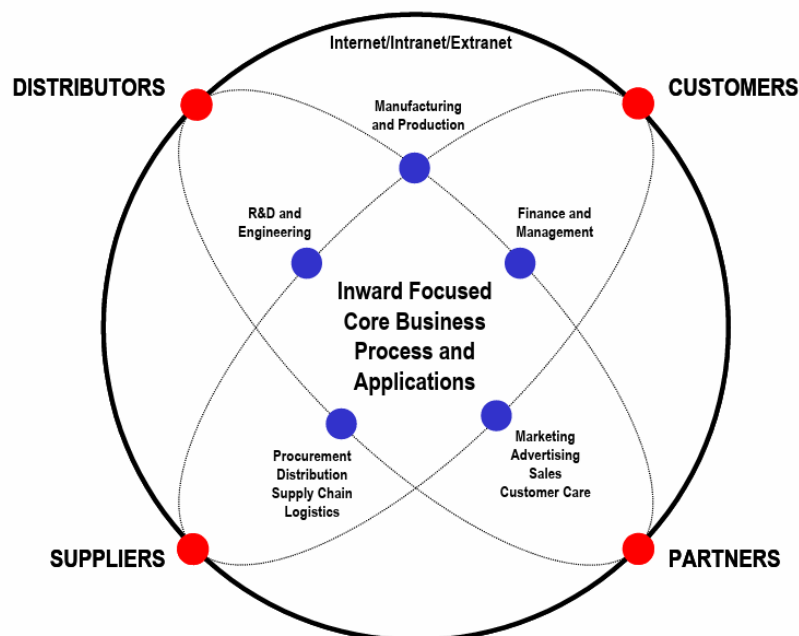 Internet/Intranet/Extranet
DISTRIBUTORS
CUSTOMERS
Manufacturing
and Production
R&D and
Engineering
Finance and
Management
Inward Focused
Core Business
Process and
Applications
Procurement
Distribution
Supply Chain
Logistics
Marketing
Advertising
Sales
Customer Care
SUPPLIERS
PARTNERS